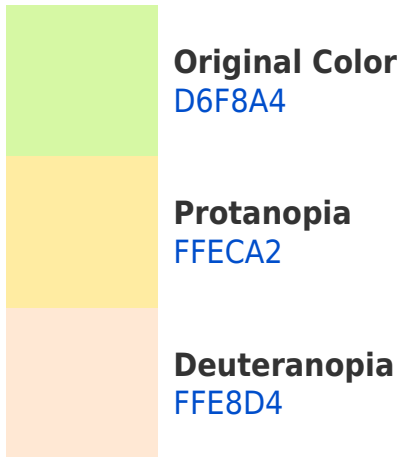 Original Color
D6F8A4
Protanopia
FFECA2
Deuteranopia
FFE8D4